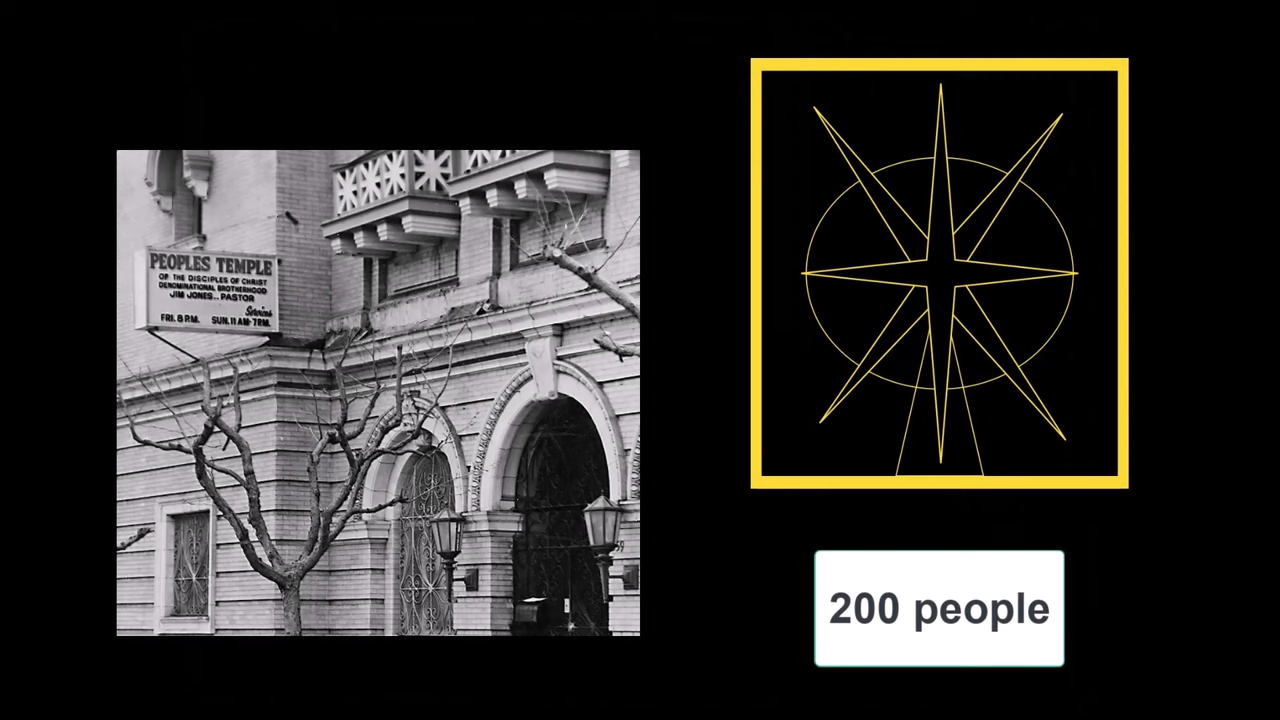 PEOPLES TEMPLE
OF THE DISCIPLES OF CHRIST
DENOMINATIONAL BROTHERHOOD
JIM JONES.. PASTOR
Services
FRI. 8 P.M. SUN. 11 AM-7 P.M.
200 people